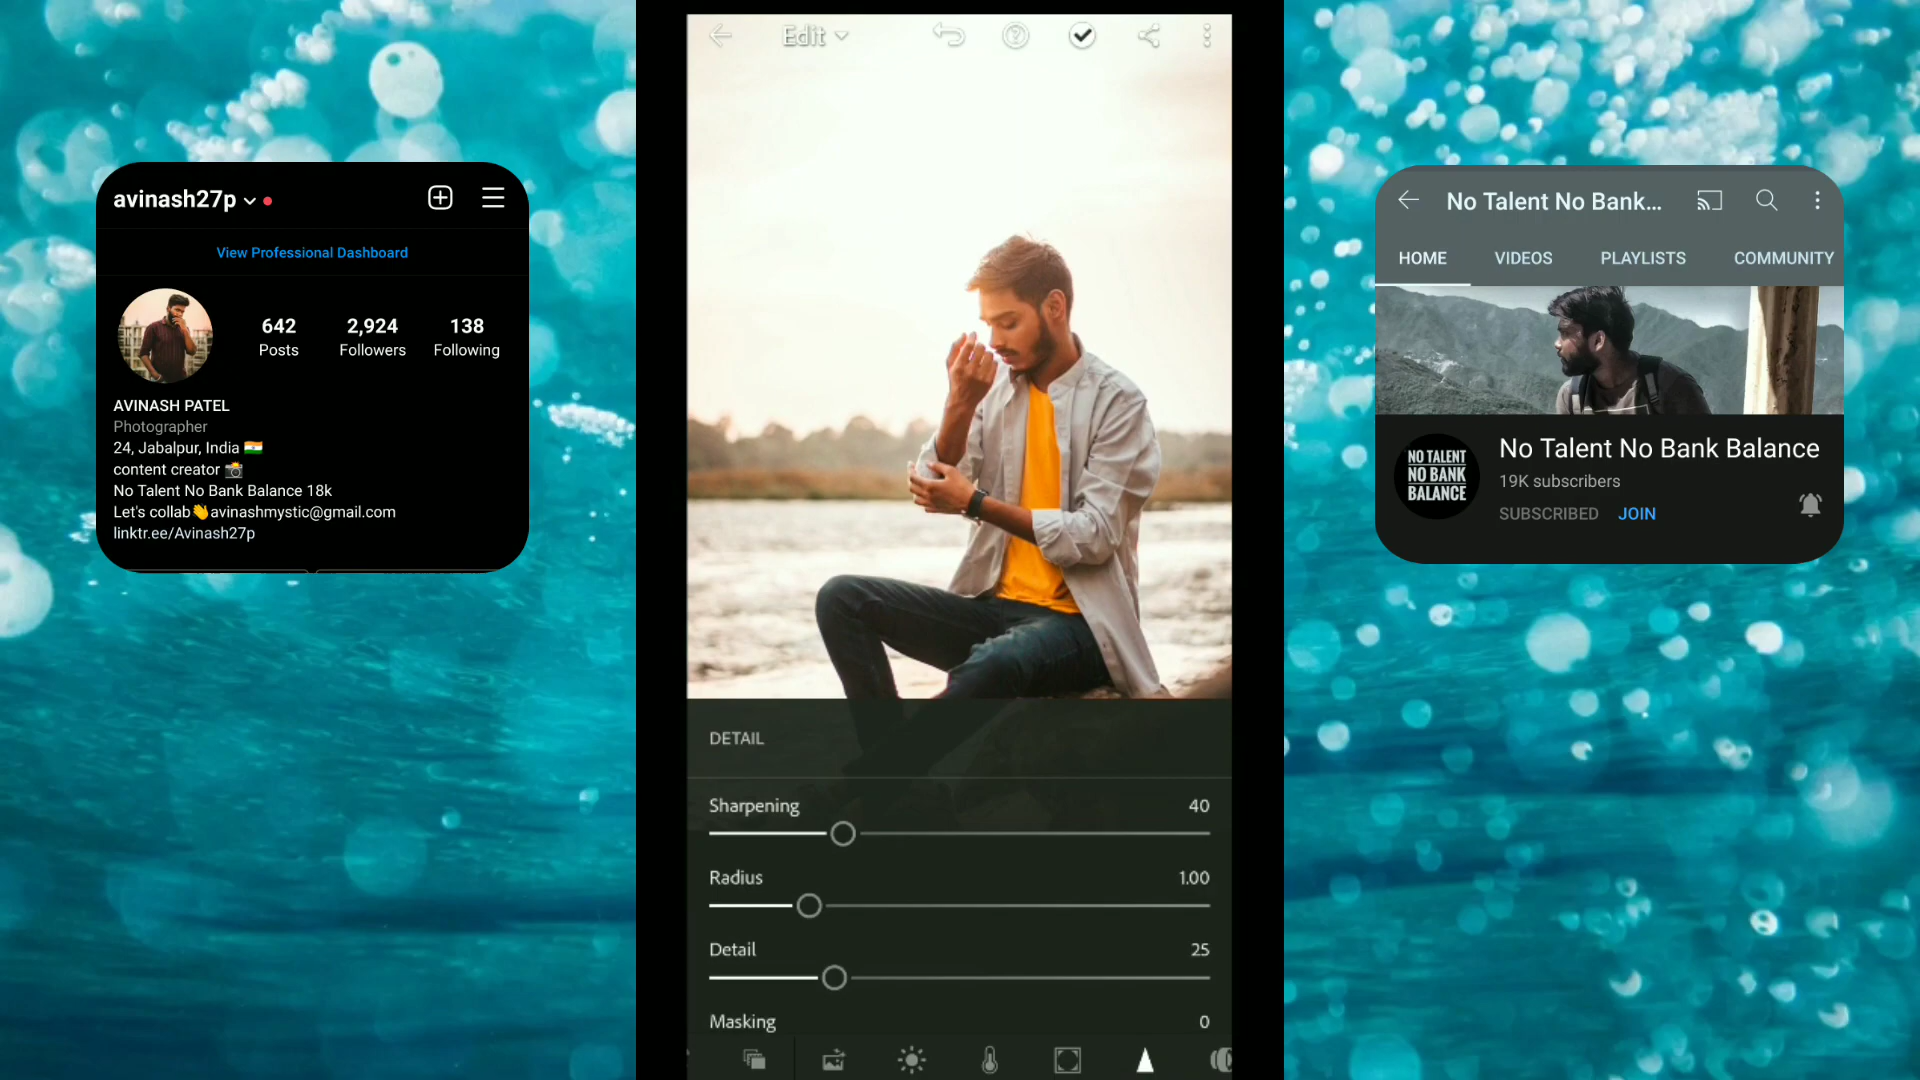 avinash27p
View Professional Dashboard
642
Posts
2,924
Followers
138
Following
AVINASH PATEL
Photographer
24, Jabalpur, India 🇮🇳
content creator 📸
No Talent No Bank Balance 18k
Let's collab👋avinashmystic@gmail.com
linktr.ee/Avinash27p
Edit
DETAIL
Sharpening 40
Radius 1.00
Detail 25
Masking 0
No Talent No Bank...
HOME VIDEOS PLAYLISTS COMMUNITY
NO TALENT
NO BANK
BALANCE
No Talent No Bank Balance
19K subscribers
SUBSCRIBED JOIN